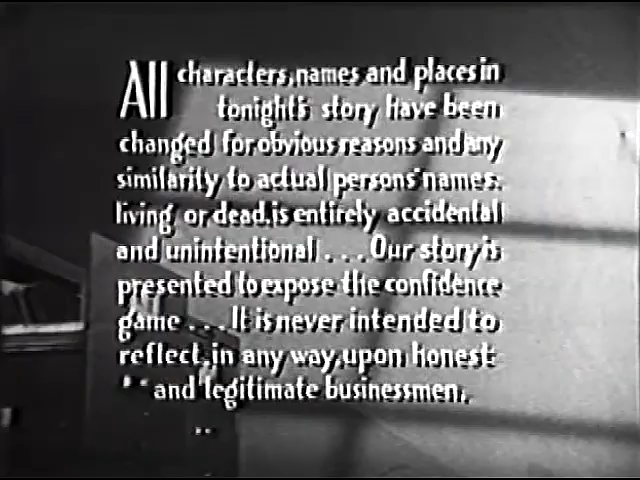 All characters, names and places in
tonight's story have been
changed for obvious reasons and any
similarity to actual persons' names,
living or dead, is entirely accidental
and unintentional . . . Our story is
presented to expose the confidence
game . . . It is never intended to
reflect, in any way, upon honest
and legitimate businessmen.